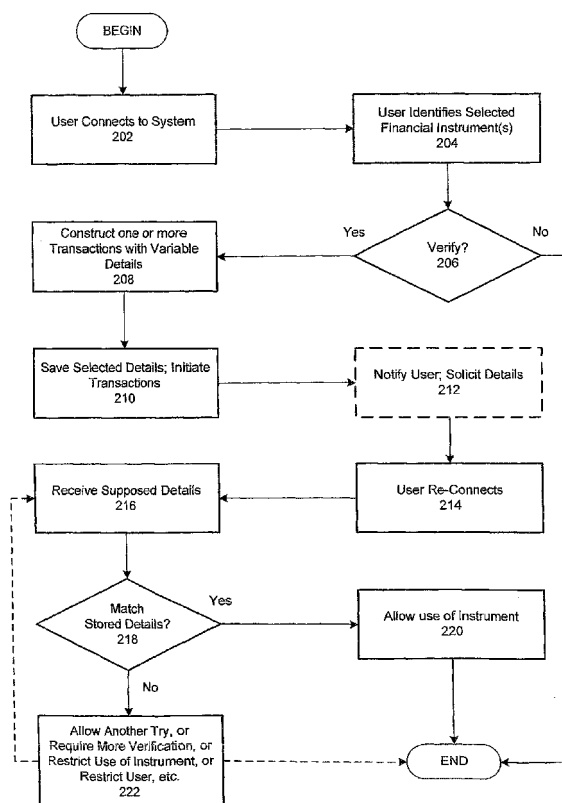 BEGIN
User Connects to System
202
User Identifies Selected
Financial Instrument(s)
204
Construct one or more
Transactions with Variable
Details
208
Yes
Verify?
206
No
Save Selected Details; Initiate
Transactions
210
Notify User; Solicit Details
212
Receive Supposed Details
216
User Re-Connects
214
Match
Stored Details?
218
Yes
Allow use of Instrument
220
No
Allow Another Try, or
Require More Verification, or
Restrict Use of Instrument, or
Restrict User, etc.
222
END